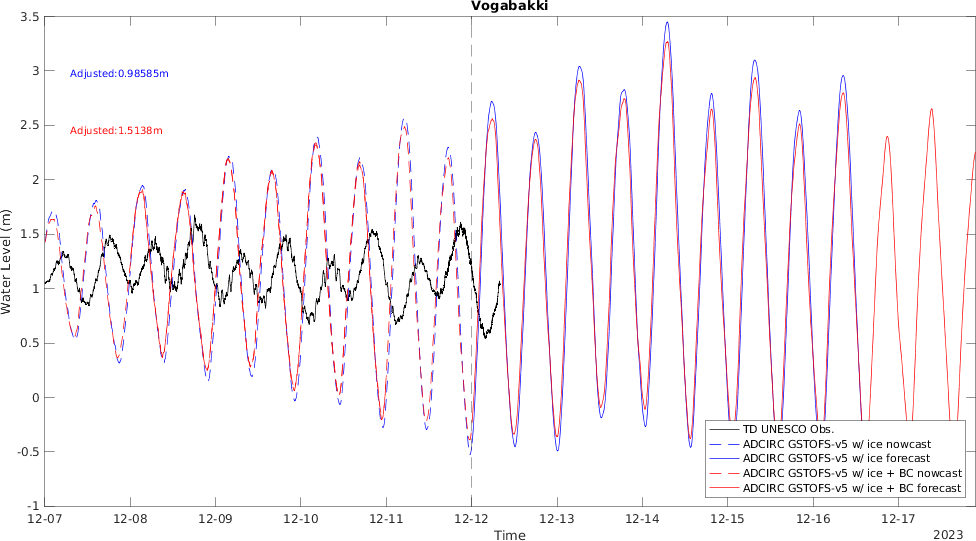 Vogabakki
3.5
3
2.5
2
1.5
1
0.5
0
-0.5
-1
Water Level (m)
Adjusted:0.98585m
Adjusted:1.5138m
TD UNESCO Obs.
ADCIRC GSTOFS-v5 w/ ice nowcast
ADCIRC GSTOFS-v5 w/ ice forecast
ADCIRC GSTOFS-v5 w/ ice + BC nowcast
ADCIRC GSTOFS-v5 w/ ice + BC forecast
12-07 12-08 12-09 12-10 12-11 12-12 12-13 12-14 12-15 12-16 12-17
Time
2023